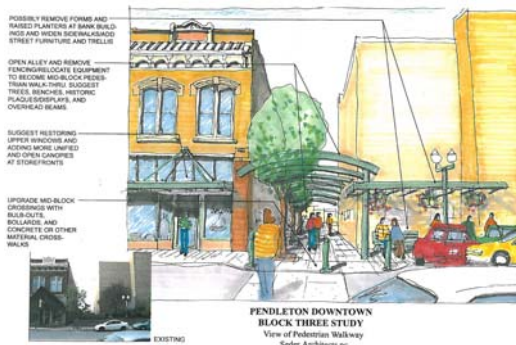 POSSIBLY REMOVE FORMS AND
RAISED PLANTERS AT BANK BUILD-
INGS AND WIDEN SIDEWALKS/ADD
STREET FURNITURE AND TRELLIS
OPEN ALLEY AND REMOVE
FENCING/RELOCATE EQUIPMENT
TO BECOME MID-BLOCK PEDES-
TRIAN WALK-THRU. SUGGEST
TREES, BENCHES, HISTORIC
PLAQUES/DISPLAYS, AND
OVERHEAD BEAMS
SUGGEST RESTORING
UPPER WINDOWS AND
ADDING MORE UNIFIED
AND OPEN CANOPIES
AT STOREFRONTS
UPGRADE MID-BLOCK
CROSSINGS WITH
BULB-OUTS,
BOLLARDS, AND
CONCRETE OR OTHER
MATERIAL CROSS-
WALKS
EXISTING
PENDLETON DOWNTOWN
BLOCK THREE STUDY
View of Pedestrian Walkway
Seder Architects pc